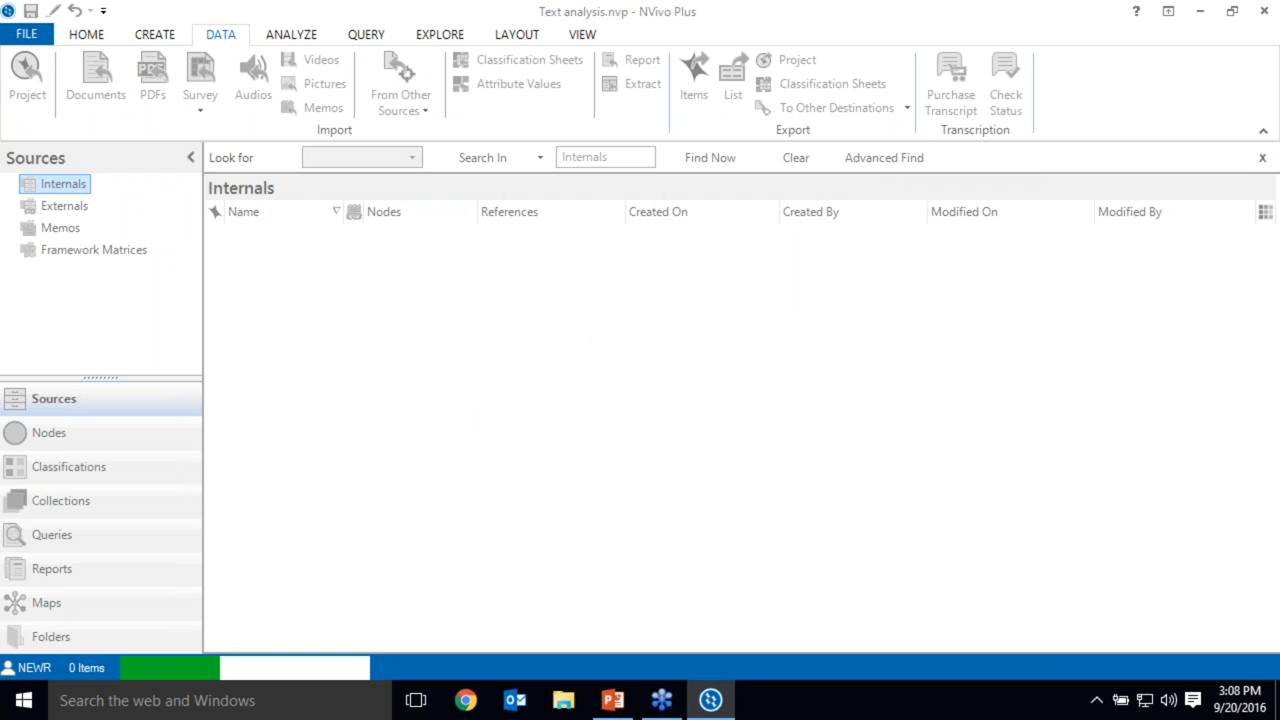 Text analysis.nvp - NVivo Plus
?
FILE HOME CREATE DATA ANALYZE QUERY EXPLORE LAYOUT VIEW
Project
Documents
PDFs
Survey
Audios
Videos
Pictures
Memos
From Other
Sources
Import
Classification Sheets
Attribute Values
Report
Extract
Items
List
Project
Classification Sheets
To Other Destinations
Export
Purchase
Transcript
Check
Status
Transcription
Sources
Look for Search In Internals Find Now Clear Advanced Find x
Internals
Externals
Memos
Framework Matrices
Internals
Name Nodes References Created On Created By Modified On Modified By
Sources
Nodes
Classifications
Collections
Queries
Reports
Maps
Folders
NEWR 0 Items
Search the web and Windows
3:08 PM
9/20/2016